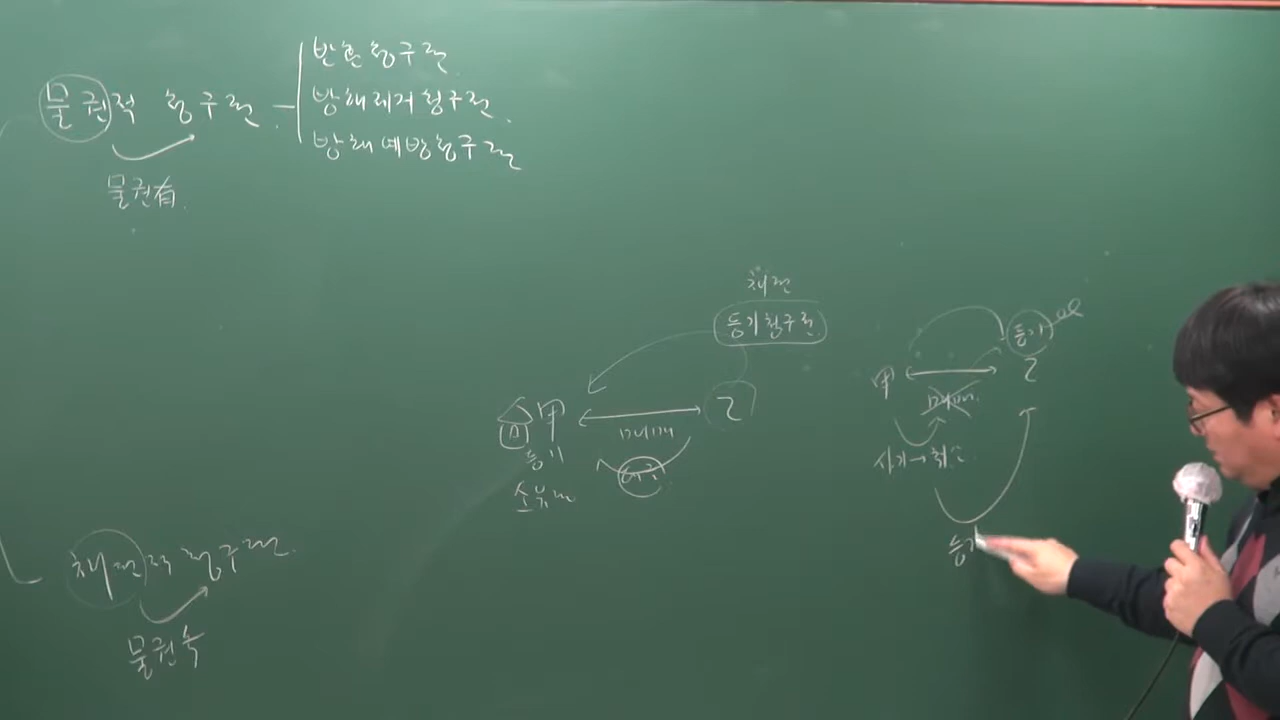 물권적 청구권
반환청구권
방해제거청구권
방해예방청구권
물권有
채권
등기청구권
甲
乙
매매
등기
소유
甲
乙
등기
매매
사기→취소
등기
채권적 청구권
물권